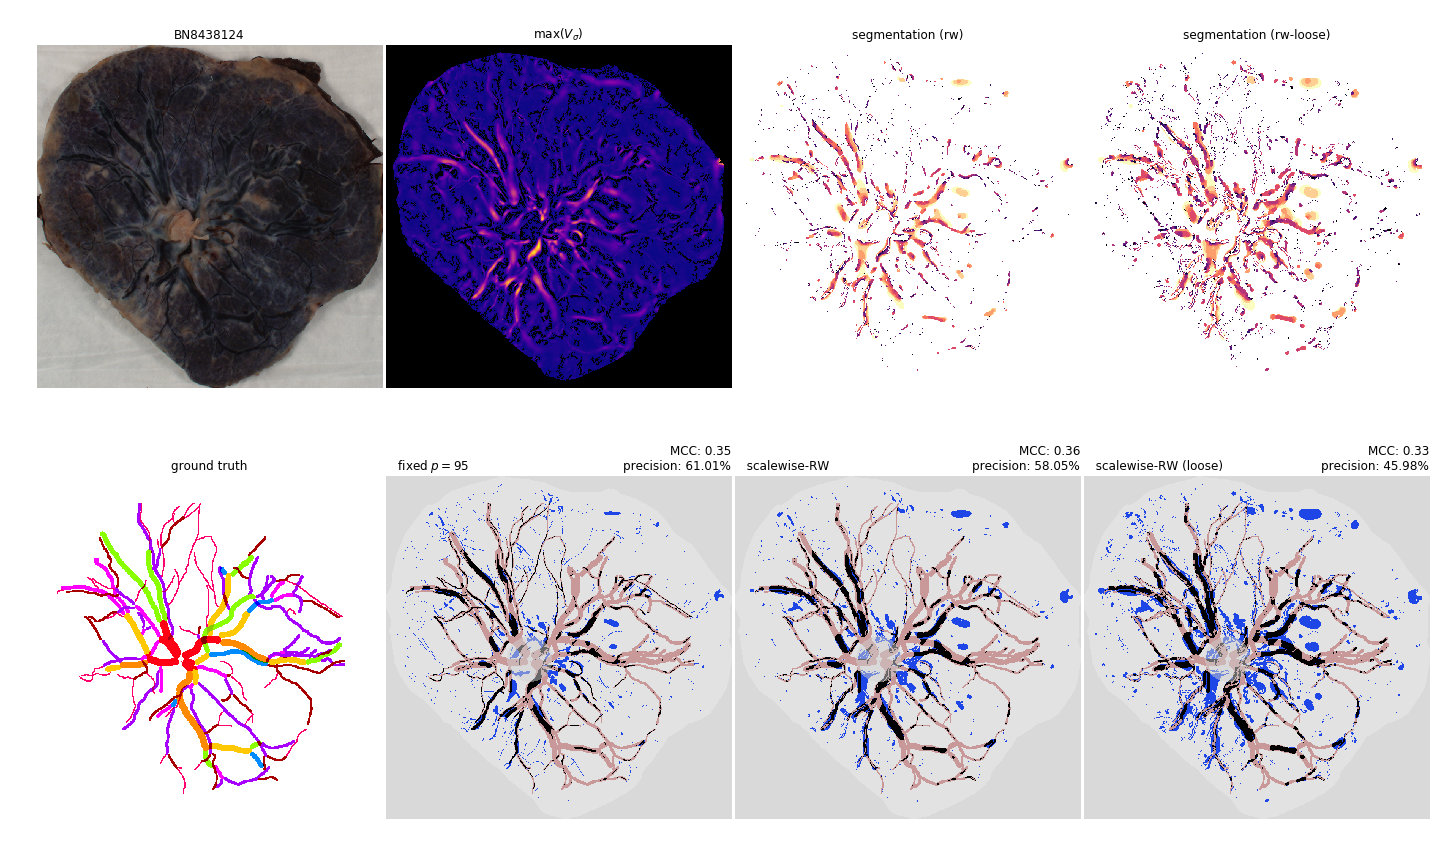 BN8438124
max(V_σ)
segmentation (rw)
segmentation (rw-loose)
ground truth
fixed p = 95
MCC: 0.35
precision: 61.01%
scalewise-RW
MCC: 0.36
precision: 58.05%
scalewise-RW (loose)
MCC: 0.33
precision: 45.98%